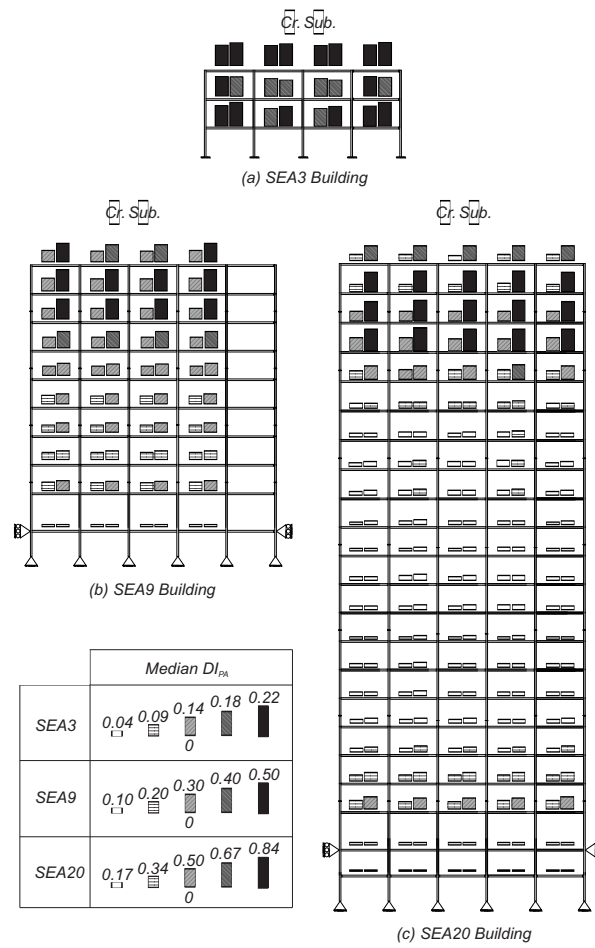 Cr. Sub.
(a) SEA3 Building
Cr. Sub.
Cr. Sub.
(b) SEA9 Building
Median DI_PA
SEA3
0.04 0.09 0.14 0.18 0.22
0
SEA9
0.10 0.20 0.30 0.40 0.50
0
SEA20
0.17 0.34 0.50 0.67 0.84
0
(c) SEA20 Building